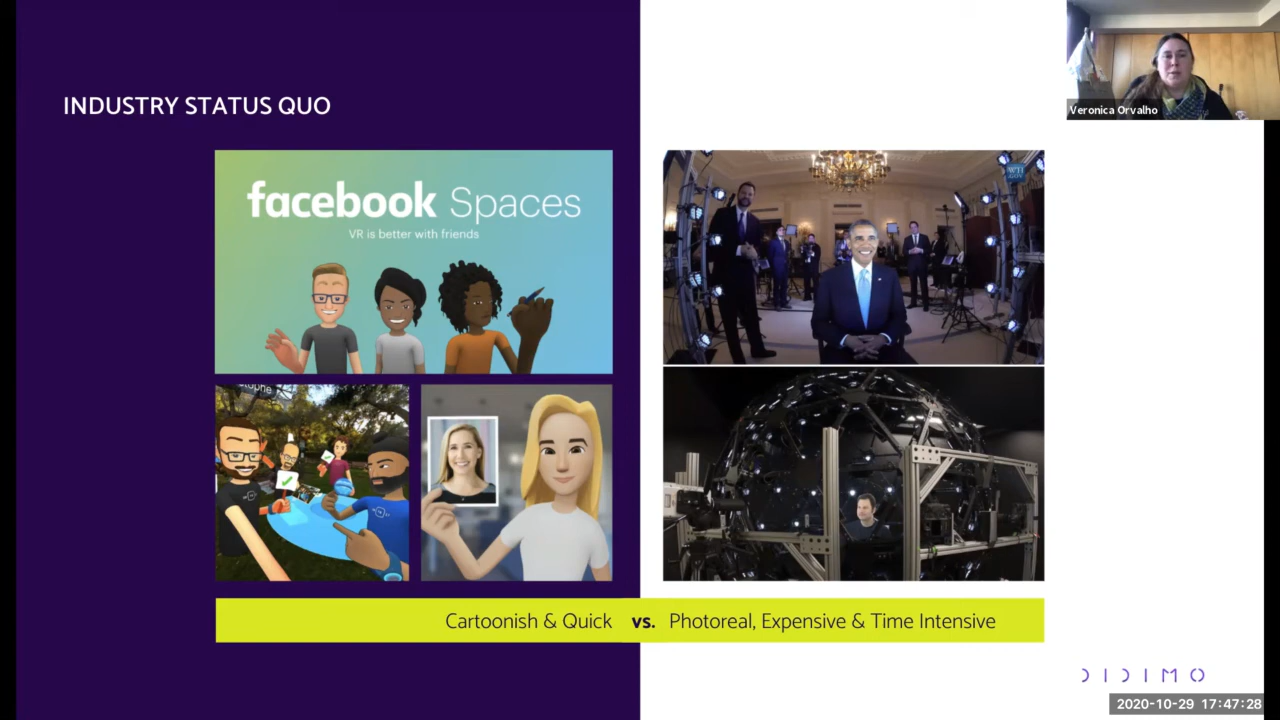 INDUSTRY STATUS QUO
facebook Spaces
VR is better with friends
Veronica Orvalho
Cartoonish & Quick vs. Photoreal, Expensive & Time Intensive
DIDIMO
2020-10-29 17:47:28